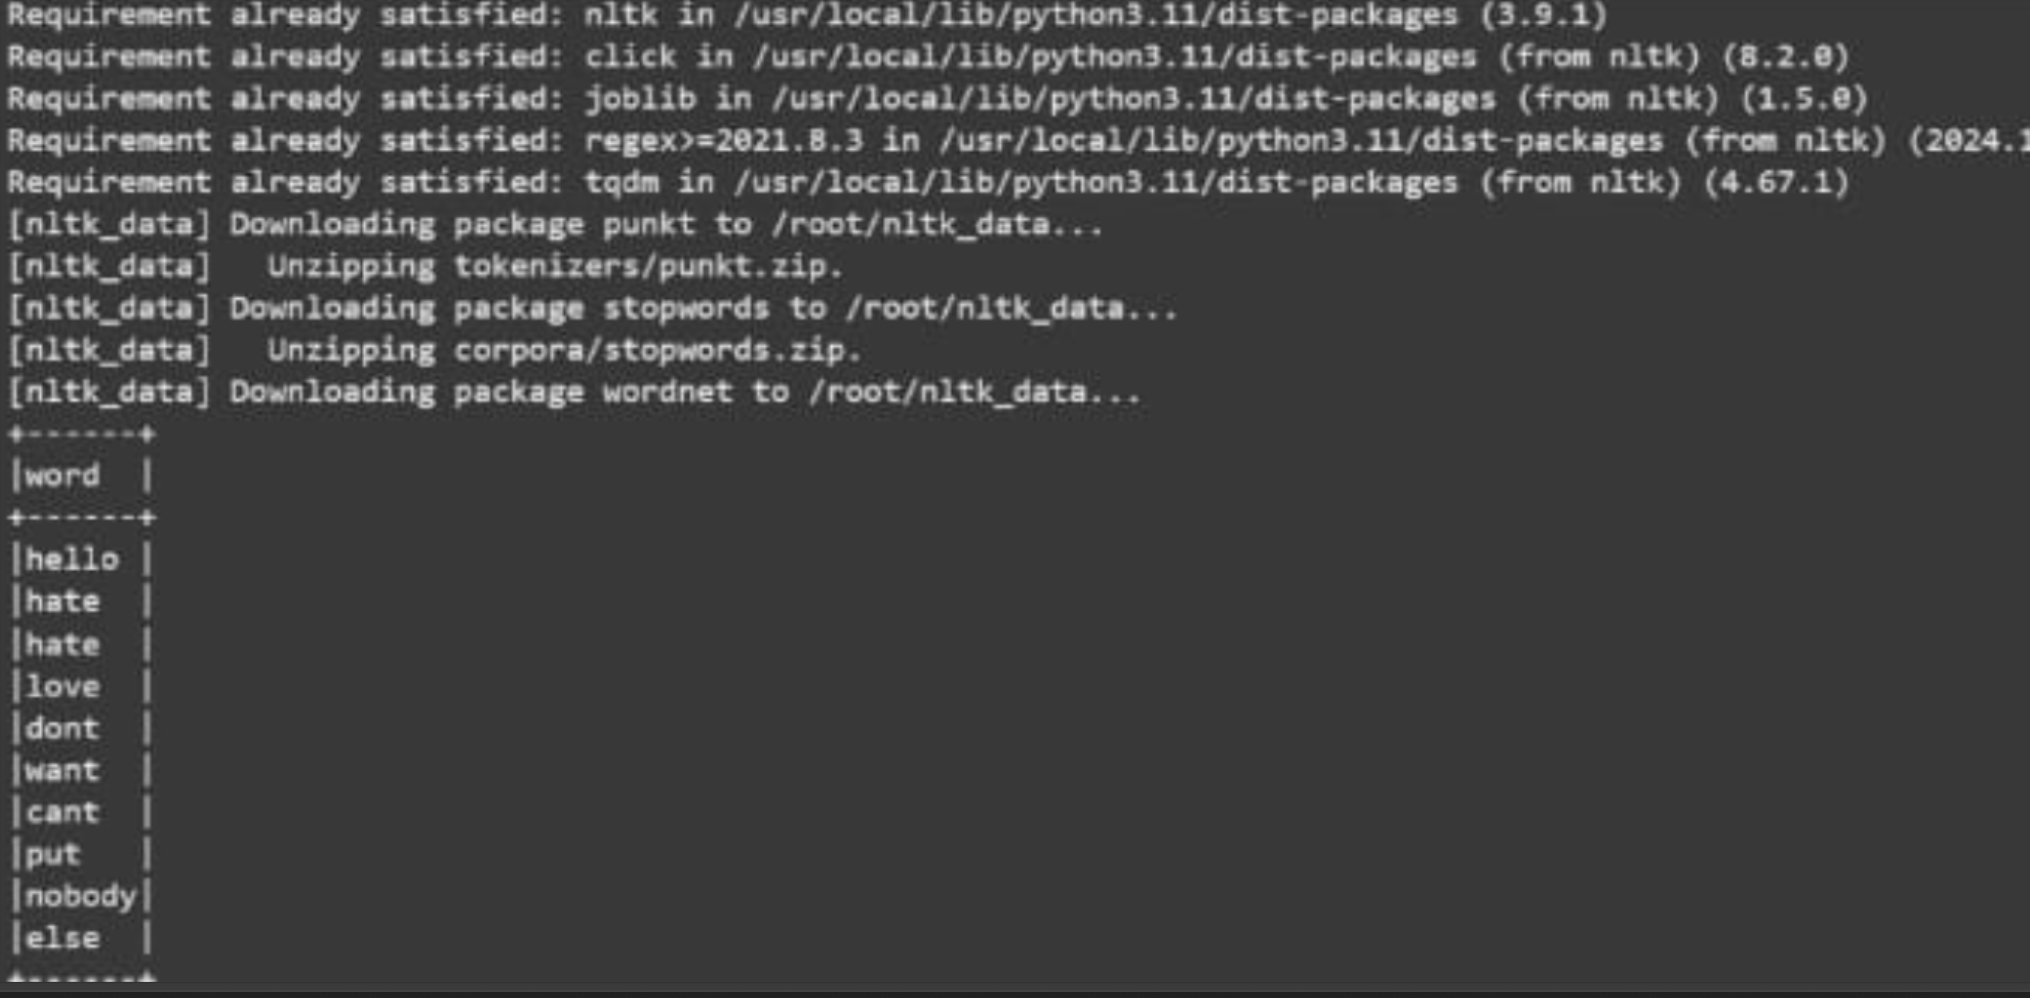 Requirement already satisfied: nltk in /usr/local/lib/python3.11/dist-packages (3.9.1)
Requirement already satisfied: click in /usr/local/lib/python3.11/dist-packages (from nltk) (8.2.0)
Requirement already satisfied: joblib in /usr/local/lib/python3.11/dist-packages (from nltk) (1.5.0)
Requirement already satisfied: regex>=2021.8.3 in /usr/local/lib/python3.11/dist-packages (from nltk) (2024.1
Requirement already satisfied: tqdm in /usr/local/lib/python3.11/dist-packages (from nltk) (4.67.1)
[nltk_data] Downloading package punkt to /root/nltk_data...
[nltk_data]   Unzipping tokenizers/punkt.zip.
[nltk_data] Downloading package stopwords to /root/nltk_data...
[nltk_data]   Unzipping corpora/stopwords.zip.
[nltk_data] Downloading package wordnet to /root/nltk_data...
+------+
|word  |
+------+
|hello |
|hate  |
|hate  |
|love  |
|dont  |
|want  |
|cant  |
|put   |
|nobody|
|else  |
+------+